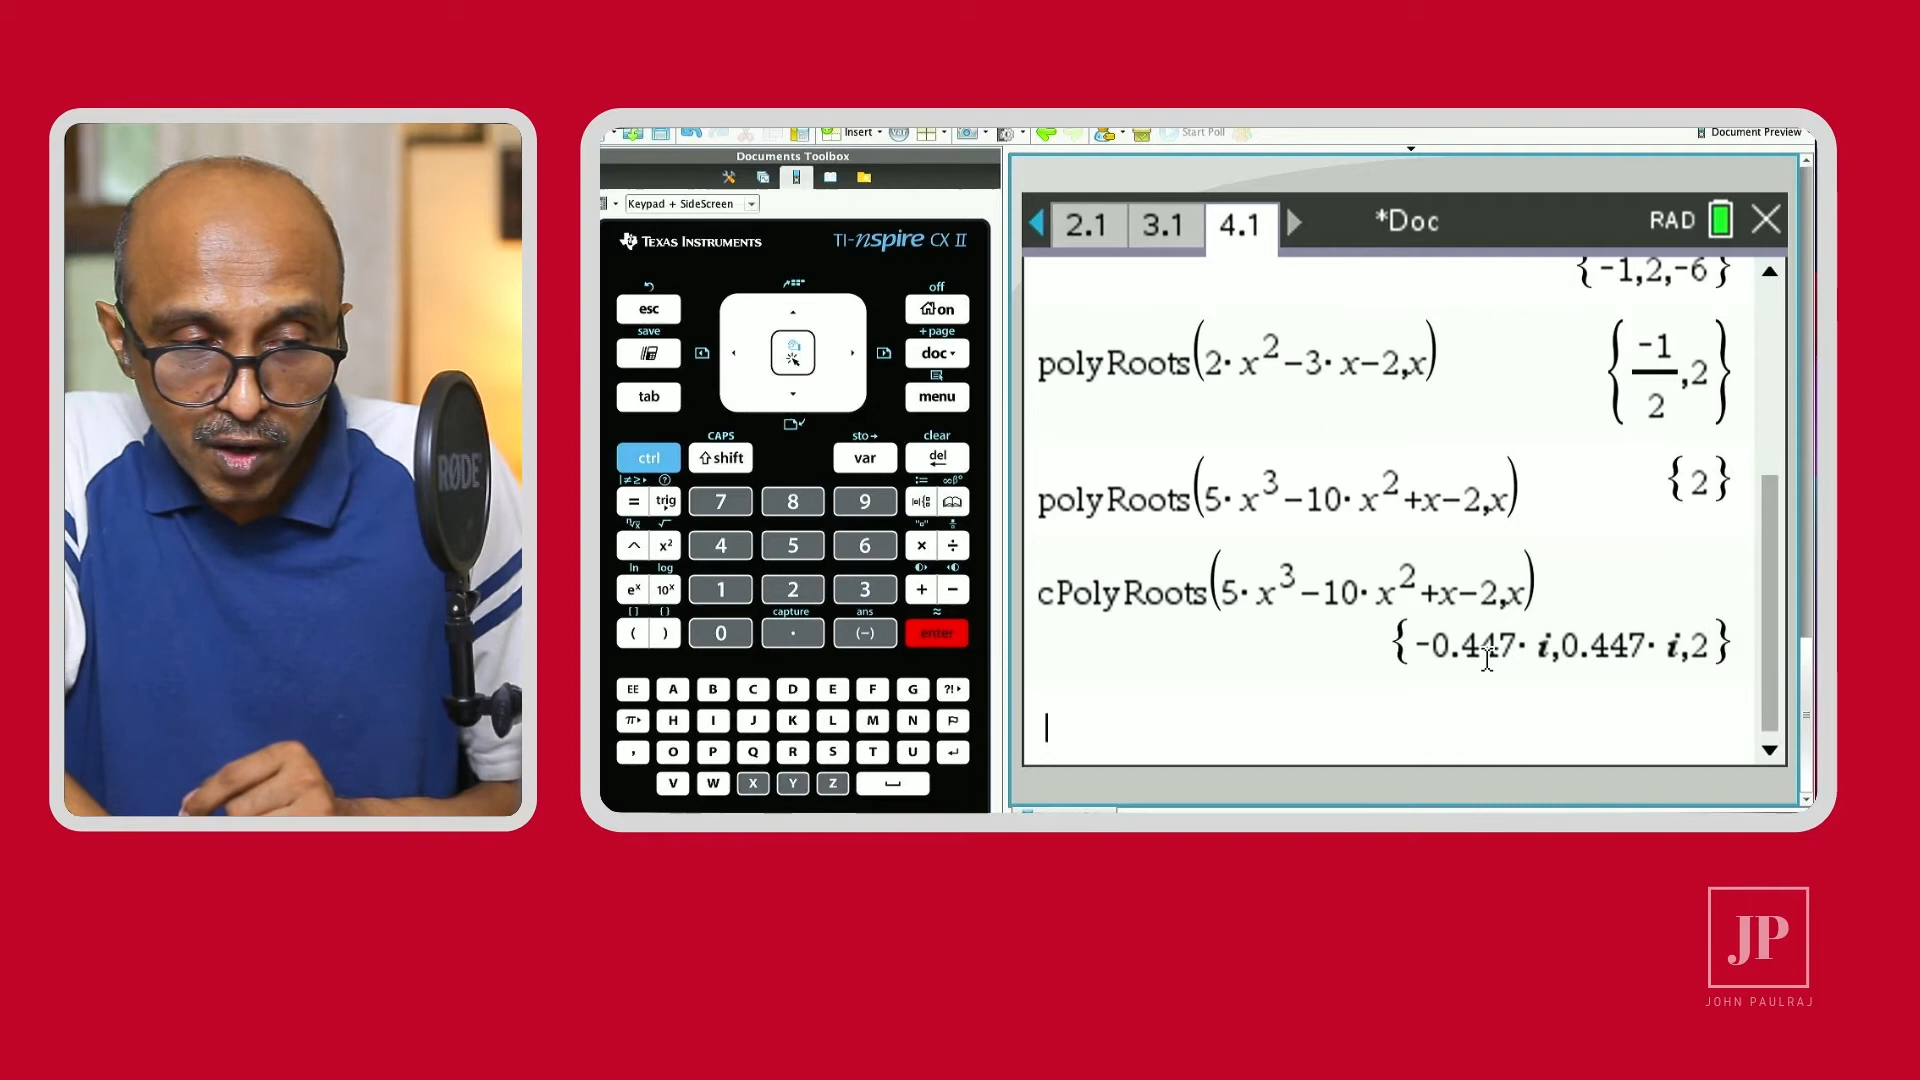 Insert
Start Poll
Document Preview
Documents Toolbox
Keypad + SideScreen
TEXAS INSTRUMENTS
TI-nspire CX II
off
esc
on
save
+page
doc
tab
menu
CAPS
sto→
clear
ctrl
shift
var
del
= trig 7 8 9
^ x² 4 5 6 × ÷
ln log
eˣ 10ˣ 1 2 3 + −
[ ] { } capture ans ≈
( ) 0 . (−) enter
EE A B C D E F G ?!
π H I J K L M N
, O P Q R S T U
V W X Y Z
2.1 3.1 4.1 *Doc RAD
{-1,2,-6}
polyRoots(2·x²−3·x−2,x) {-1/2,2}
polyRoots(5·x³−10·x²+x−2,x) {2}
cPolyRoots(5·x³−10·x²+x−2,x)
{-0.447·i,0.447·i,2}
RØDE
JP
JOHN PAULRAJ